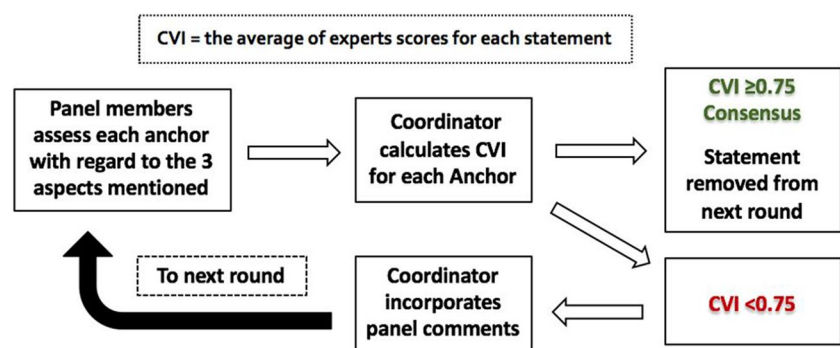 CVI = the average of experts scores for each statement
Panel members
assess each anchor
with regard to the 3
aspects mentioned
Coordinator
calculates CVI
for each Anchor
CVI ≥0.75
Consensus
Statement
removed from
next round
To next round
Coordinator
incorporates
panel comments
CVI <0.75